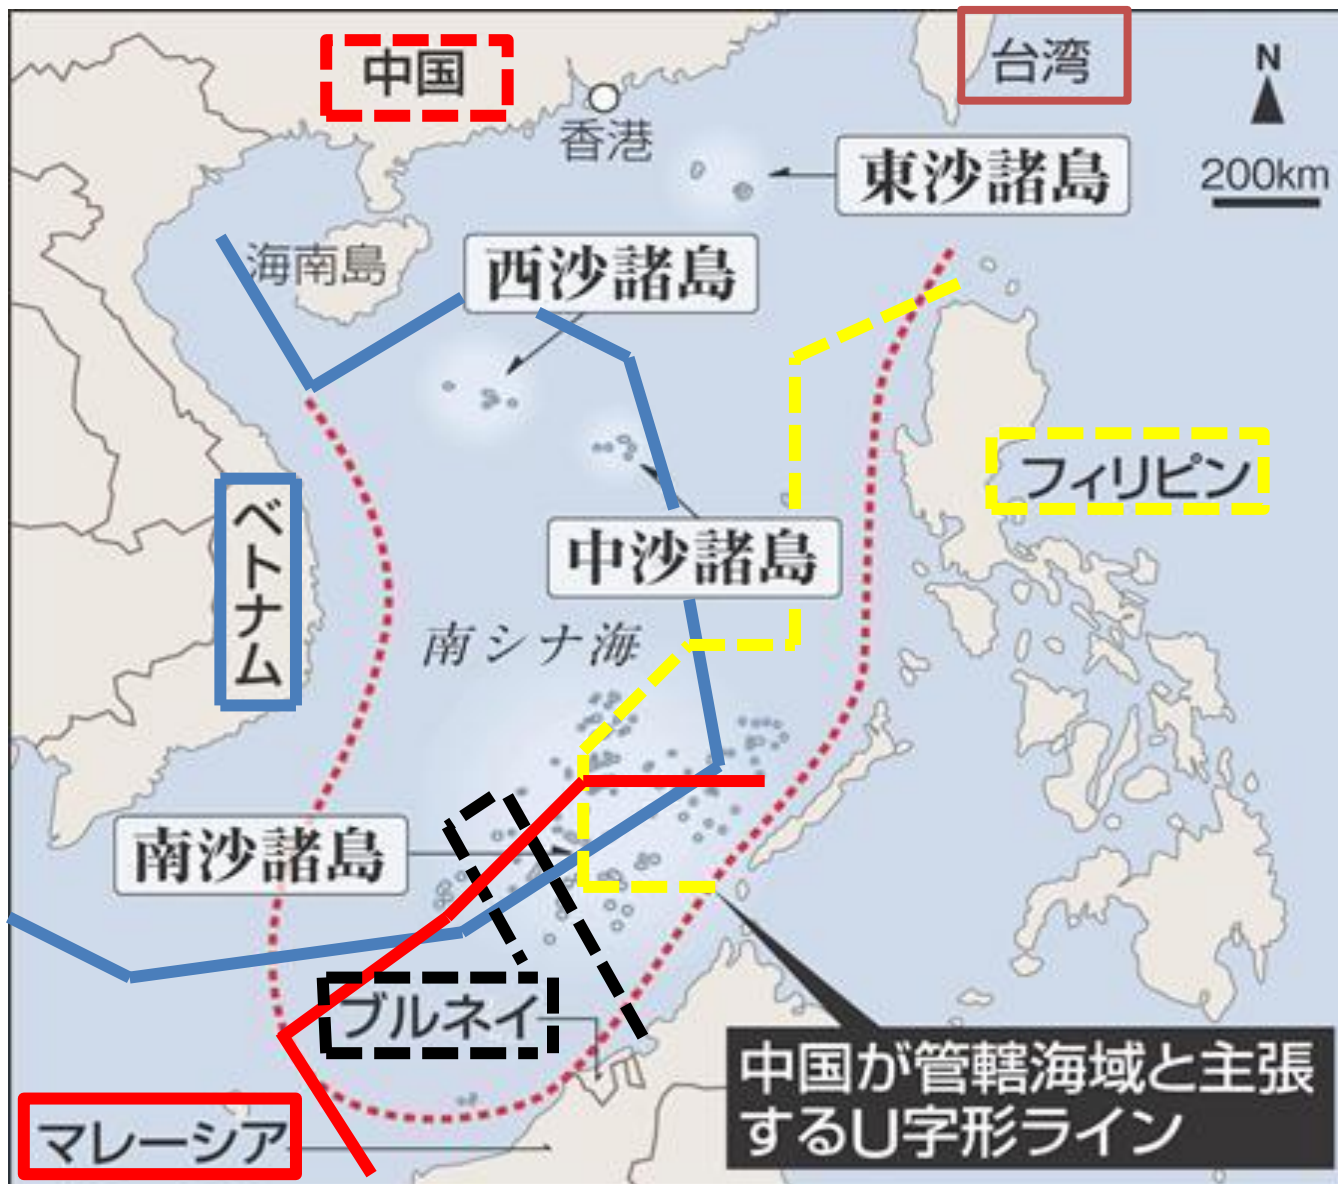 中国
台湾
N
香港
東沙諸島
200km
海南島
西沙諸島
フィリピン
ベトナム
中沙諸島
南シナ海
南沙諸島
ブルネイ
中国が管轄海域と主張
するU字形ライン
マレーシア